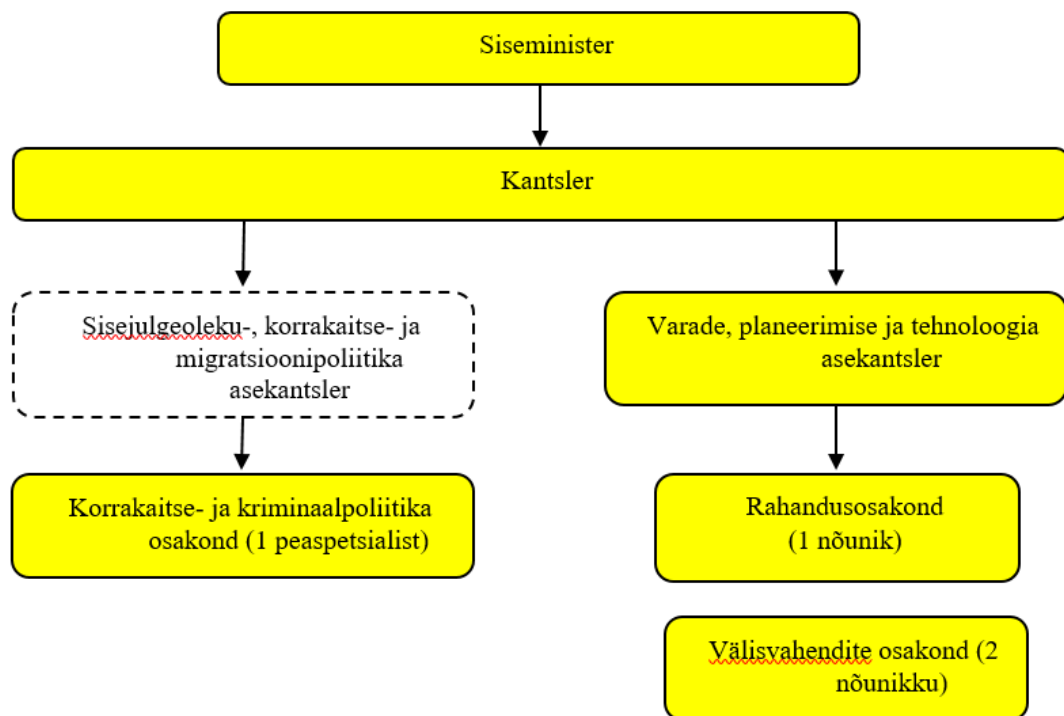 Siseminister
Kantsler
Sisejulgeoleku-, korrakaitse- ja
migratsioonipoliitika
asekantsler
Varade, planeerimise ja tehnoloogia
asekantsler
Korrakaitse- ja kriminaalpoliitika
osakond (1 peaspetsialist)
Rahandusosakond
(1 nõunik)
Välisvahendite osakond (2
nõunikku)